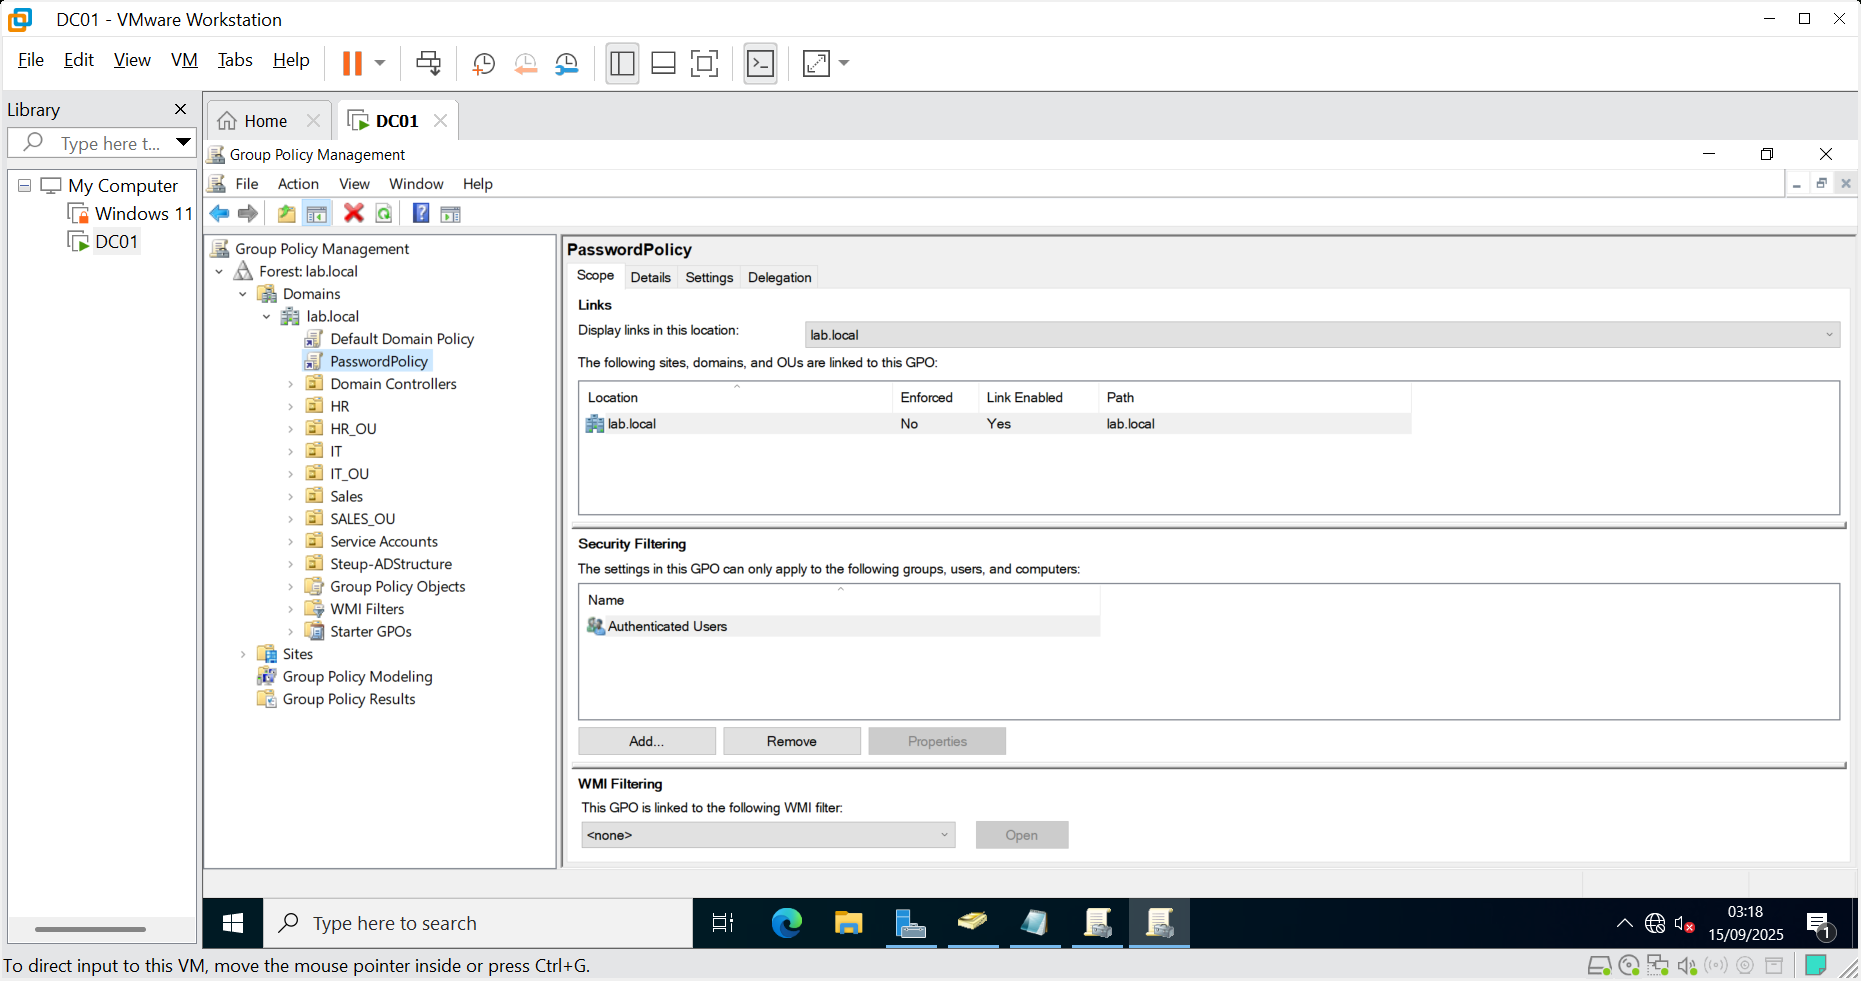 DC01 - VMware Workstation
File Edit View VM Tabs Help
Library
Type here t...
My Computer
Windows 11
DC01
Home
DC01
Group Policy Management
File Action View Window Help
Group Policy Management
Forest: lab.local
Domains
lab.local
Default Domain Policy
PasswordPolicy
Domain Controllers
HR
HR_OU
IT
IT_OU
Sales
SALES_OU
Service Accounts
Steup-ADStructure
Group Policy Objects
WMI Filters
Starter GPOs
Sites
Group Policy Modeling
Group Policy Results
PasswordPolicy
Scope Details Settings Delegation
Links
Display links in this location: lab.local
The following sites, domains, and OUs are linked to this GPO:
Location Enforced Link Enabled Path
lab.local No Yes lab.local
Security Filtering
The settings in this GPO can only apply to the following groups, users, and computers:
Name
Authenticated Users
Add... Remove Properties
WMI Filtering
This GPO is linked to the following WMI filter:
<none> Open
Type here to search
03:18
15/09/2025
1
To direct input to this VM, move the mouse pointer inside or press Ctrl+G.